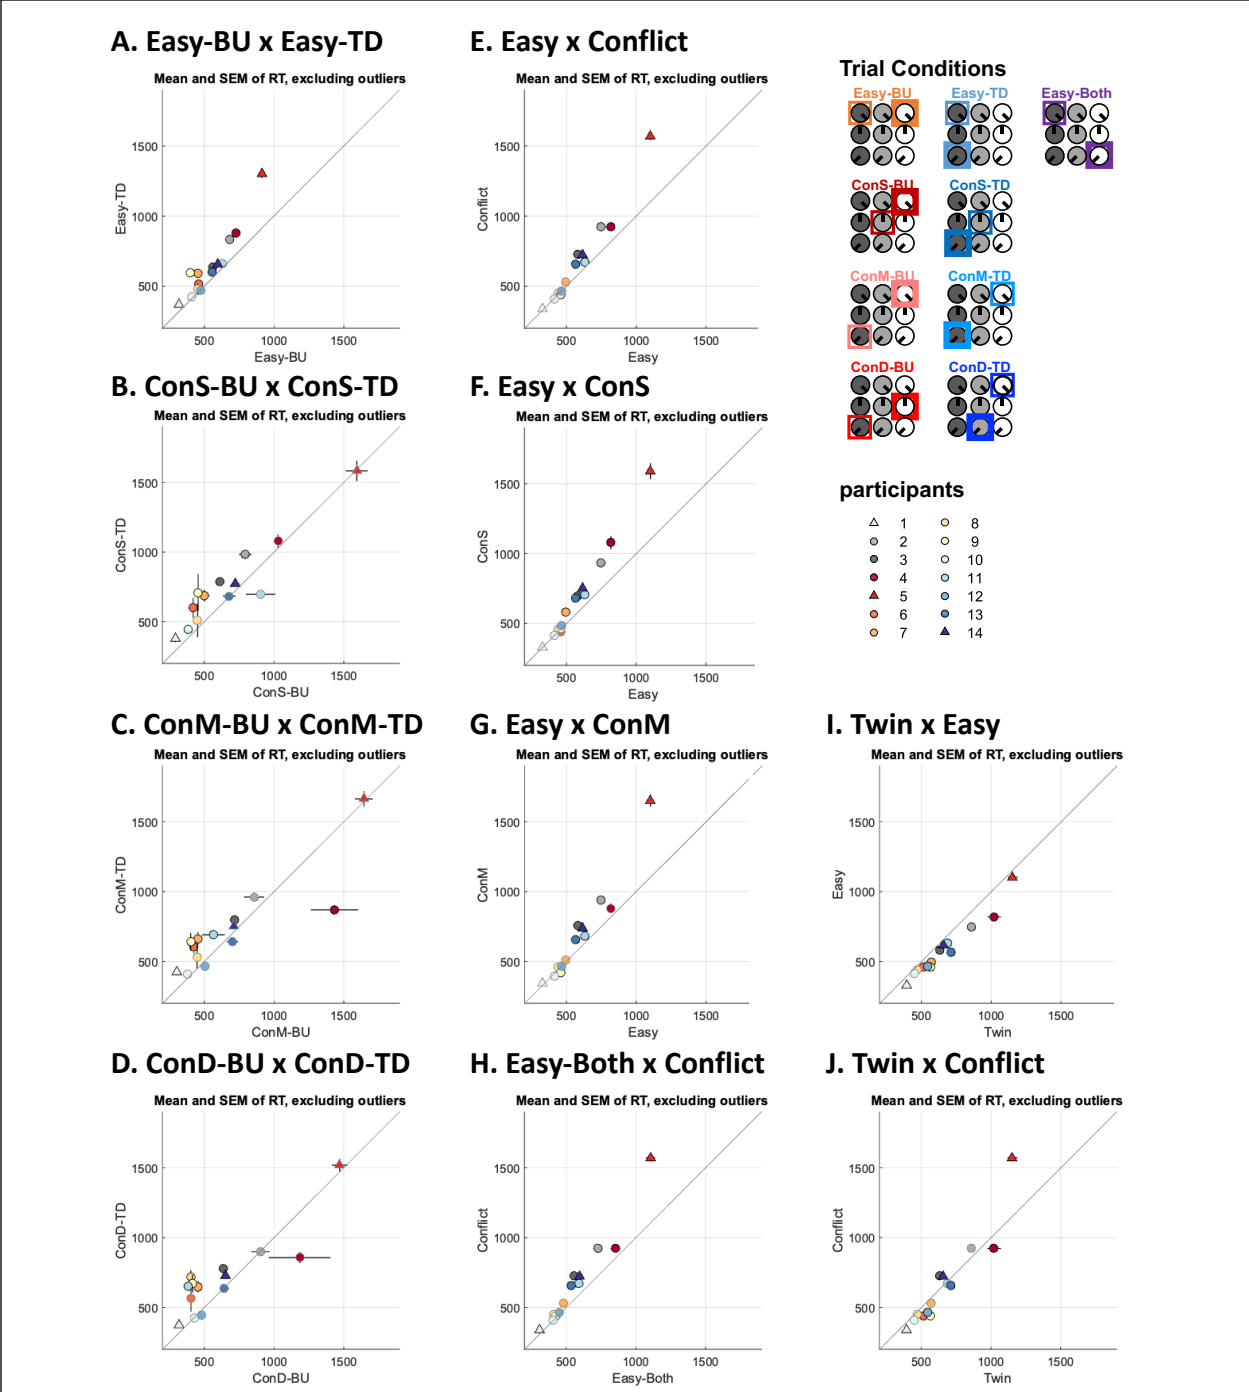 A. Easy-BU x Easy-TD
Mean and SEM of RT, excluding outliers
Easy-TD
1500
1000
500
500 1000 1500
Easy-BU
E. Easy x Conflict
Mean and SEM of RT, excluding outliers
Conflict
1500
1000
500
500 1000 1500
Easy
Trial Conditions
Easy-BU Easy-TD Easy-Both
ConS-BU ConS-TD
ConM-BU ConM-TD
ConD-BU ConD-TD
participants
1 8
2 9
3 10
4 11
5 12
6 13
7 14
B. ConS-BU x ConS-TD
Mean and SEM of RT, excluding outliers
ConS-TD
1500
1000
500
500 1000 1500
ConS-BU
F. Easy x ConS
Mean and SEM of RT, excluding outliers
ConS
1500
1000
500
500 1000 1500
Easy
C. ConM-BU x ConM-TD
Mean and SEM of RT, excluding outliers
ConM-TD
1500
1000
500
500 1000 1500
ConM-BU
G. Easy x ConM
Mean and SEM of RT, excluding outliers
ConM
1500
1000
500
500 1000 1500
Easy
I. Twin x Easy
Mean and SEM of RT, excluding outliers
Easy
1500
1000
500
500 1000 1500
Twin
D. ConD-BU x ConD-TD
Mean and SEM of RT, excluding outliers
ConD-TD
1500
1000
500
500 1000 1500
ConD-BU
H. Easy-Both x Conflict
Mean and SEM of RT, excluding outliers
Conflict
1500
1000
500
500 1000 1500
Easy-Both
J. Twin x Conflict
Mean and SEM of RT, excluding outliers
Conflict
1500
1000
500
500 1000 1500
Twin